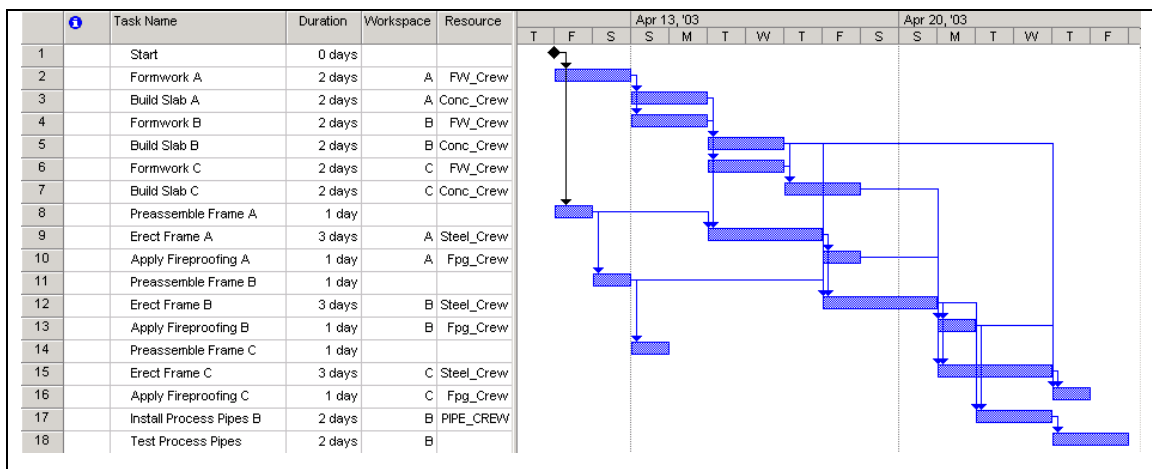 Task Name Duration Workspace Resource Apr 13, '03 Apr 20, '03
T F S S M T W T F S S M T W T F
1 Start 0 days
2 Formwork A 2 days A FW_Crew
3 Build Slab A 2 days A Conc_Crew
4 Formwork B 2 days B FW_Crew
5 Build Slab B 2 days B Conc_Crew
6 Formwork C 2 days C FW_Crew
7 Build Slab C 2 days C Conc_Crew
8 Preassemble Frame A 1 day
9 Erect Frame A 3 days A Steel_Crew
10 Apply Fireproofing A 1 day A Fpg_Crew
11 Preassemble Frame B 1 day
12 Erect Frame B 3 days B Steel_Crew
13 Apply Fireproofing B 1 day B Fpg_Crew
14 Preassemble Frame C 1 day
15 Erect Frame C 3 days C Steel_Crew
16 Apply Fireproofing C 1 day C Fpg_Crew
17 Install Process Pipes B 2 days B PIPE_CREW
18 Test Process Pipes 2 days B